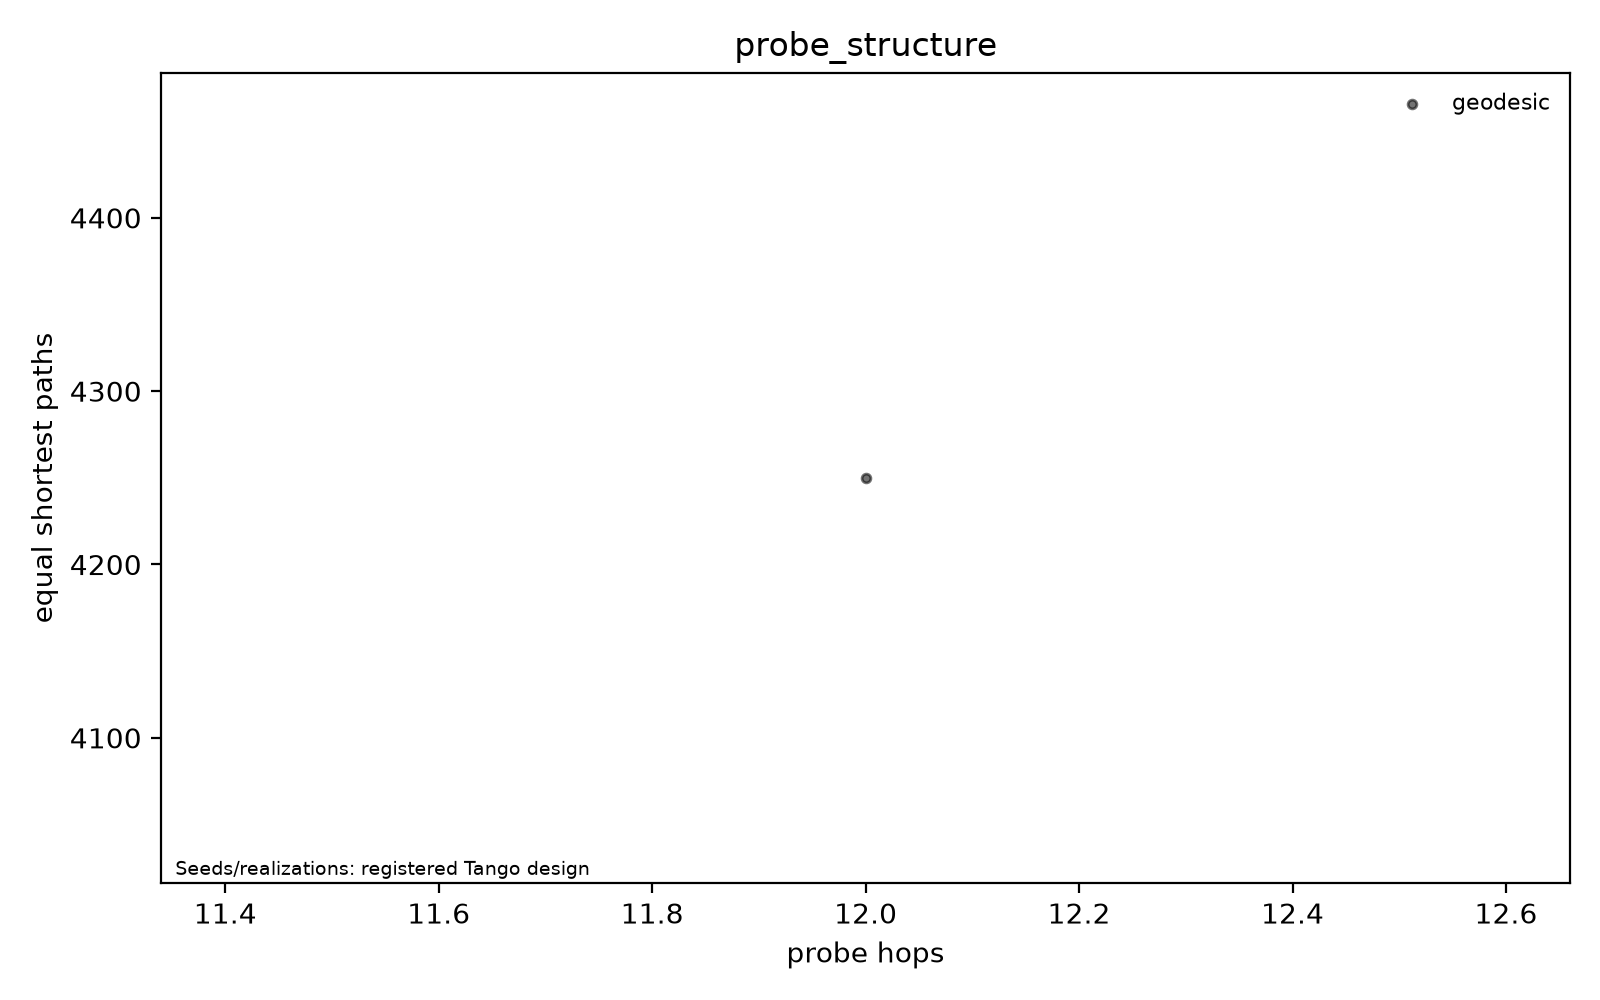 probe_structure
geodesic
4400
4300
4200
4100
equal shortest paths
Seeds/realizations: registered Tango design
11.4 11.6 11.8 12.0 12.2 12.4 12.6
probe hops